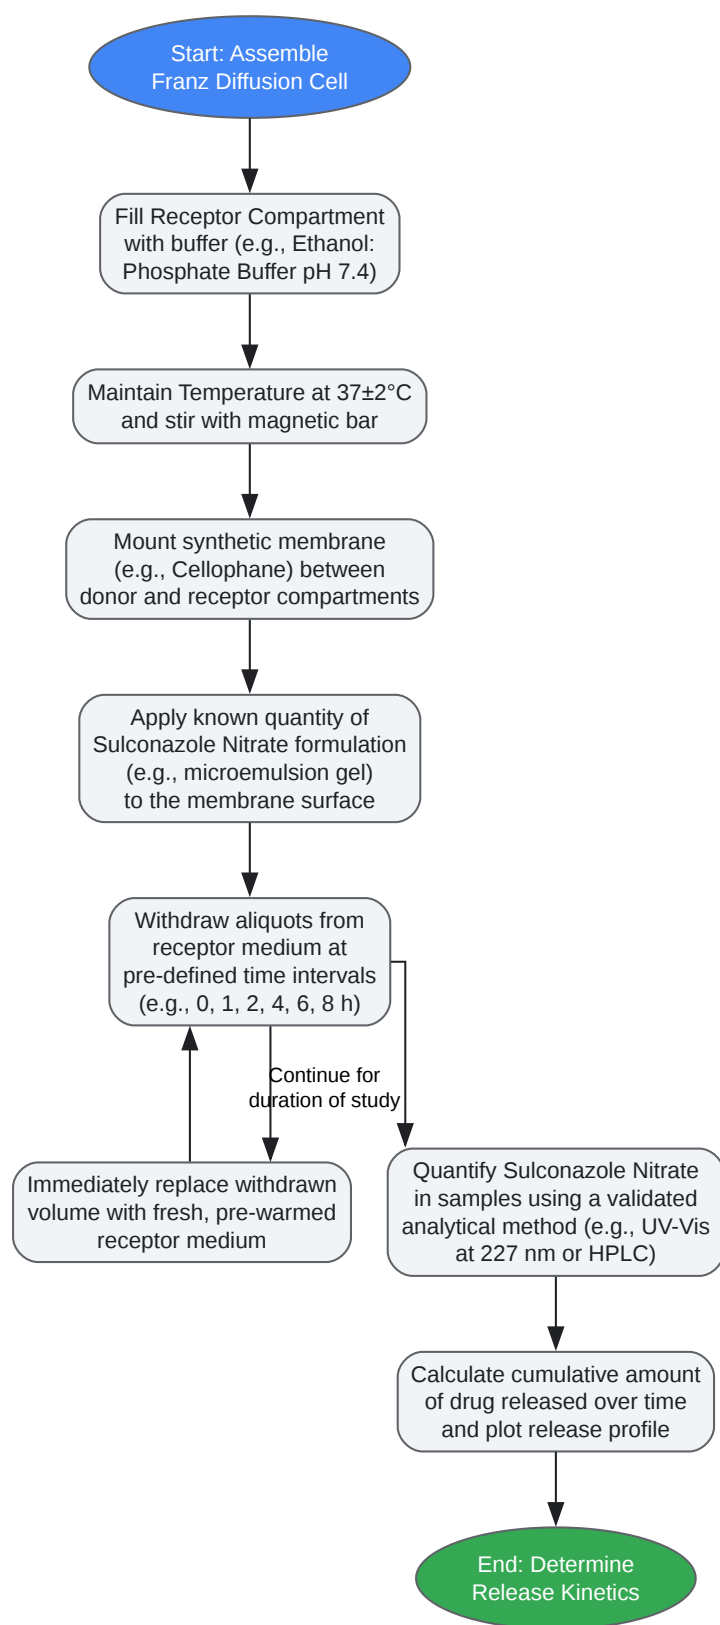 Start: Assemble
Franz Diffusion Cell
Fill Receptor Compartment
with buffer (e.g., Ethanol:
Phosphate Buffer pH 7.4)
Maintain Temperature at 37±2°C
and stir with magnetic bar
Mount synthetic membrane
(e.g., Cellophane) between
donor and receptor compartments
Apply known quantity of
Sulconazole Nitrate formulation
(e.g., microemulsion gel)
to the membrane surface
Withdraw aliquots from
receptor medium at
pre-defined time intervals
(e.g., 0, 1, 2, 4, 6, 8 h)
Continue for
duration of study
Immediately replace withdrawn
volume with fresh, pre-warmed
receptor medium
Quantify Sulconazole Nitrate
in samples using a validated
analytical method (e.g., UV-Vis
at 227 nm or HPLC)
Calculate cumulative amount
of drug released over time
and plot release profile
End: Determine
Release Kinetics